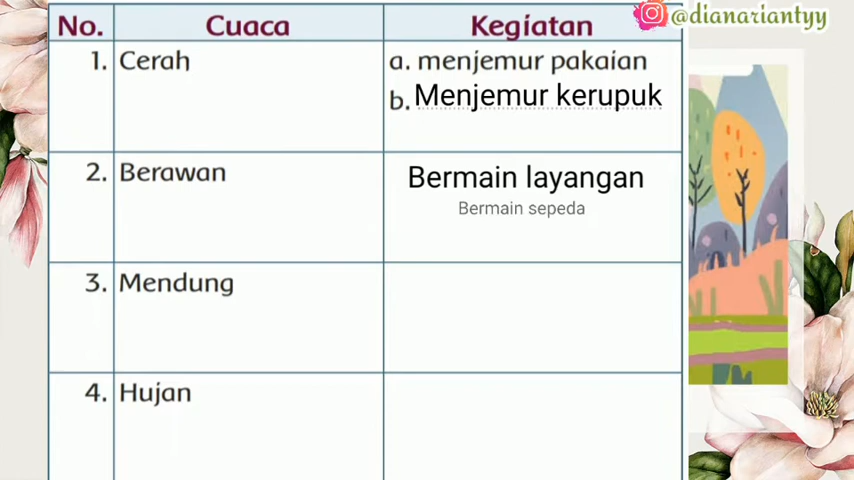 @dianariantyy
No. Cuaca Kegiatan
1. Cerah a. menjemur pakaian
b. Menjemur kerupuk
2. Berawan Bermain layangan
Bermain sepeda
3. Mendung
4. Hujan